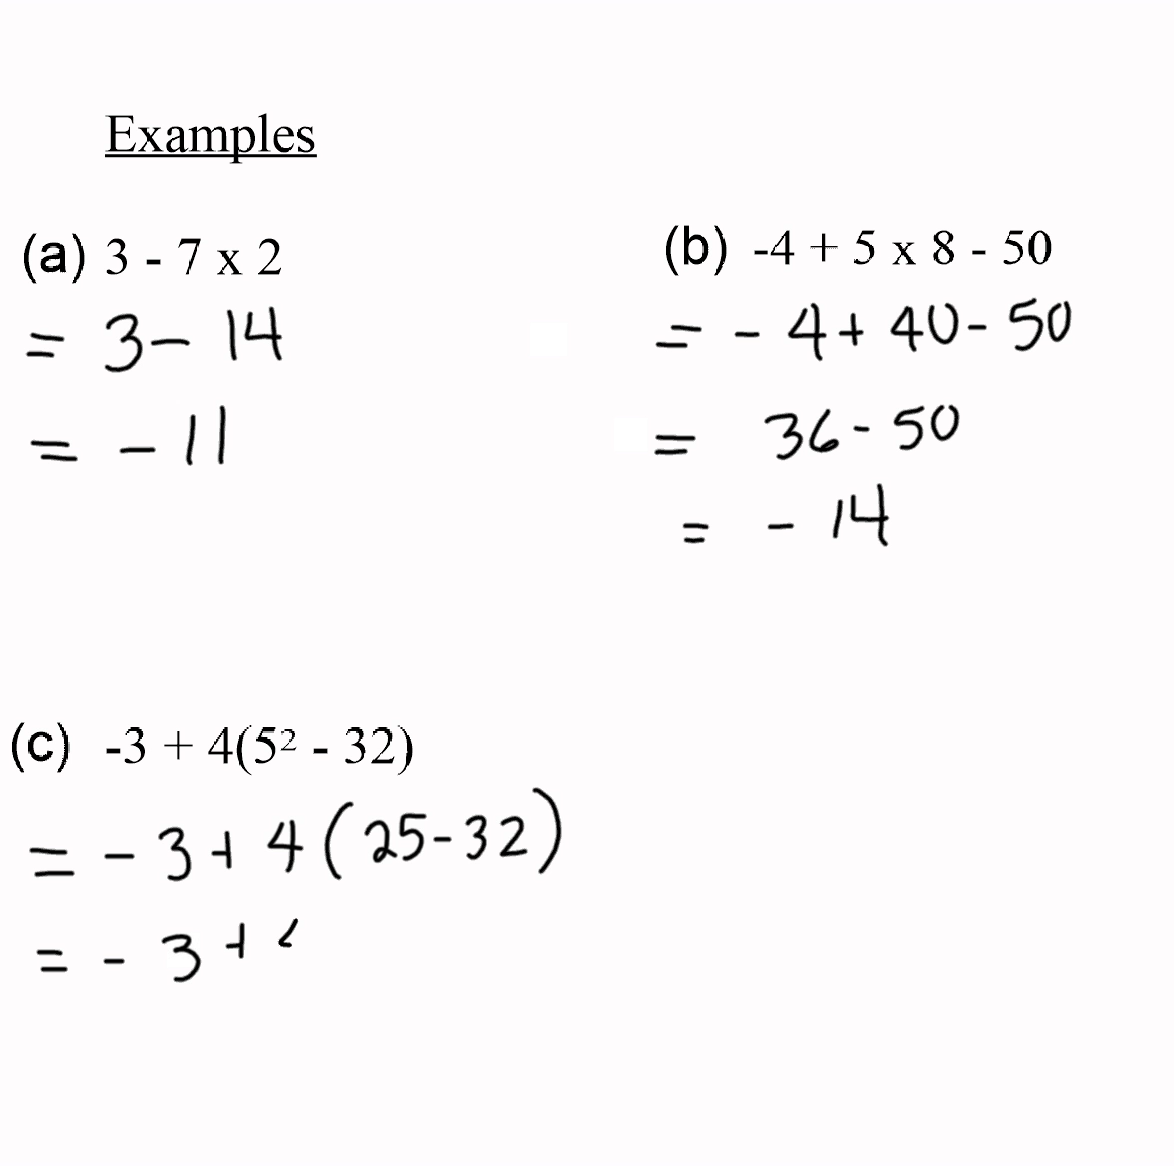 Examples
(a) 3 - 7 x 2
= 3 - 14
= - 11
(b) -4 + 5 x 8 - 50
= - 4 + 40 - 50
= 36 - 50
= - 14
(c) -3 + 4(5² - 32)
= - 3 + 4 (25 - 32)
= - 3 +